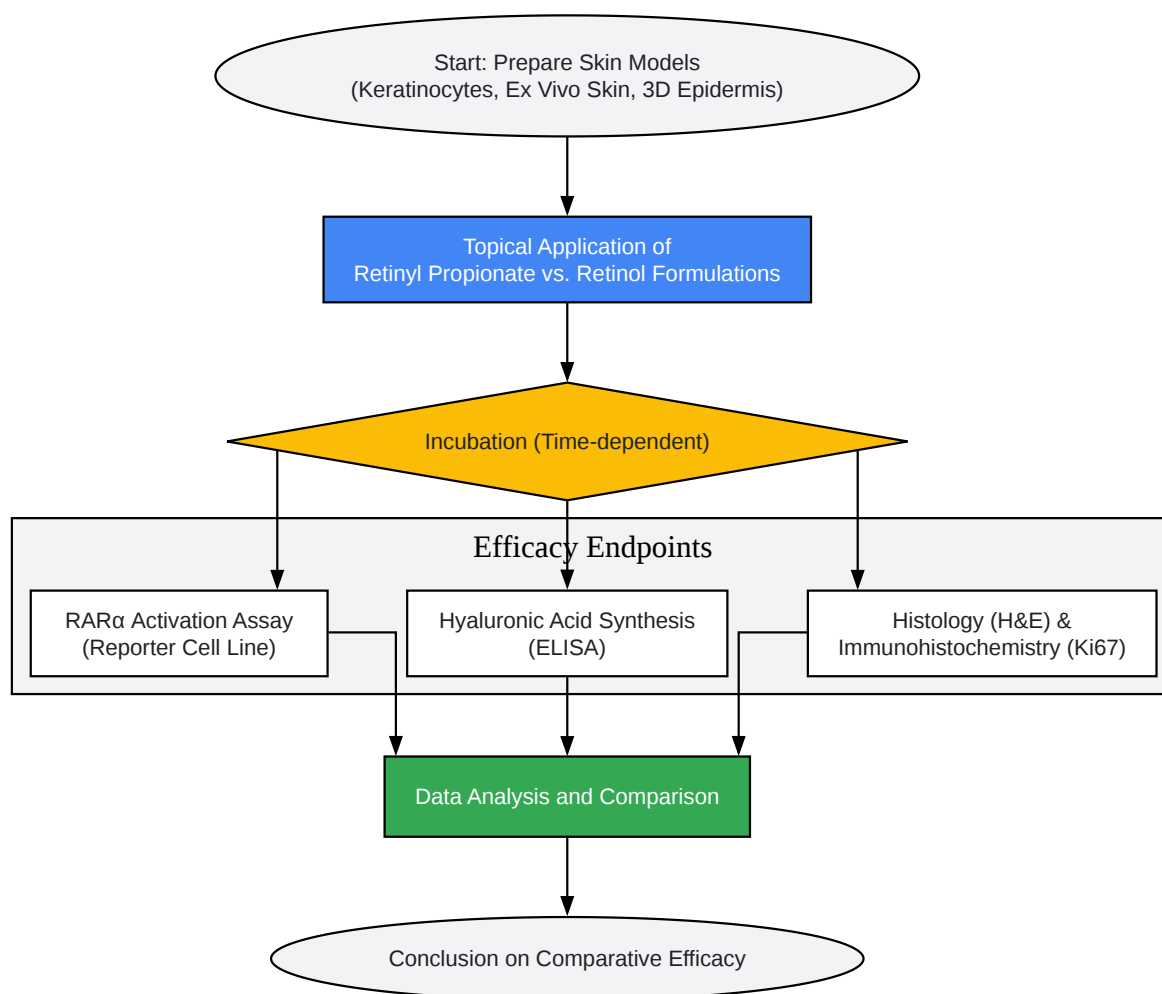 Start: Prepare Skin Models
(Keratinocytes, Ex Vivo Skin, 3D Epidermis)
Topical Application of
Retinyl Propionate vs. Retinol Formulations
Incubation (Time-dependent)
Efficacy Endpoints
RARα Activation Assay
(Reporter Cell Line)
Hyaluronic Acid Synthesis
(ELISA)
Histology (H&E) &
Immunohistochemistry (Ki67)
Data Analysis and Comparison
Conclusion on Comparative Efficacy